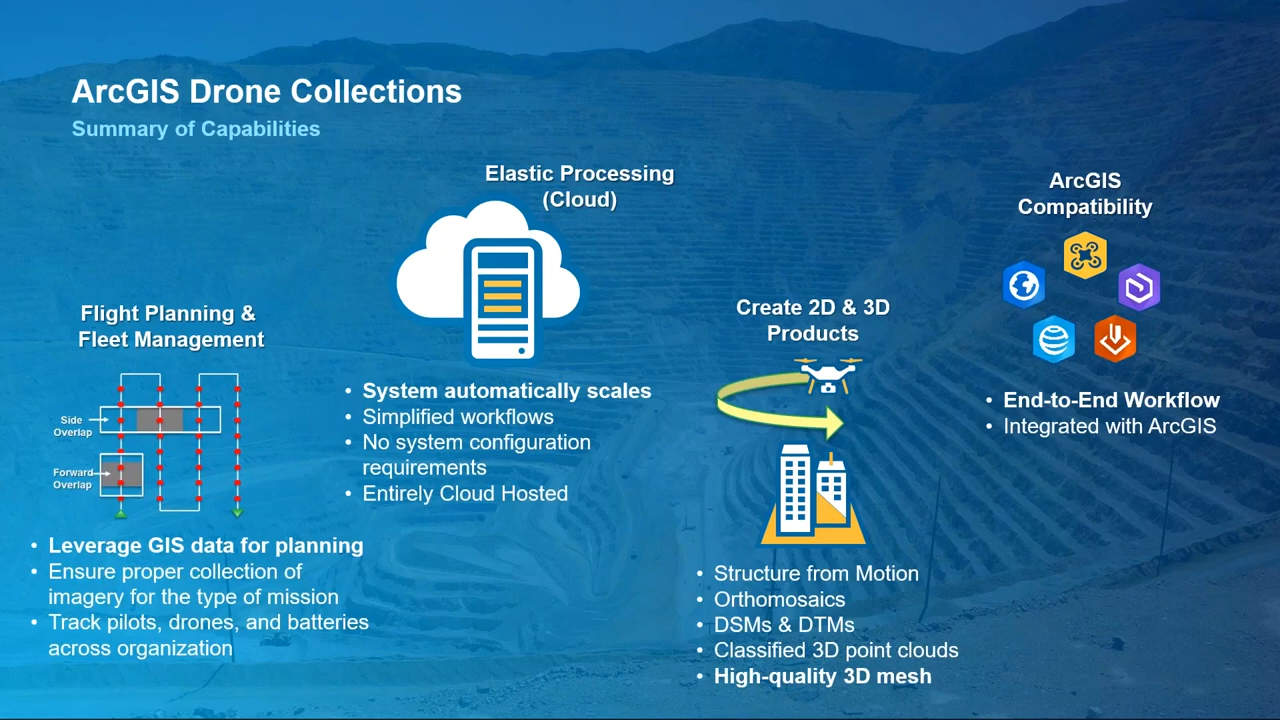 ArcGIS Drone Collections
Summary of Capabilities
Flight Planning &
Fleet Management
Side
Overlap
Forward
Overlap
• Leverage GIS data for planning
• Ensure proper collection of
imagery for the type of mission
• Track pilots, drones, and batteries
across organization
Elastic Processing
(Cloud)
• System automatically scales
• Simplified workflows
• No system configuration
requirements
• Entirely Cloud Hosted
Create 2D & 3D
Products
• Structure from Motion
• Orthomosaics
• DSMs & DTMs
• Classified 3D point clouds
• High-quality 3D mesh
ArcGIS
Compatibility
• End-to-End Workflow
• Integrated with ArcGIS